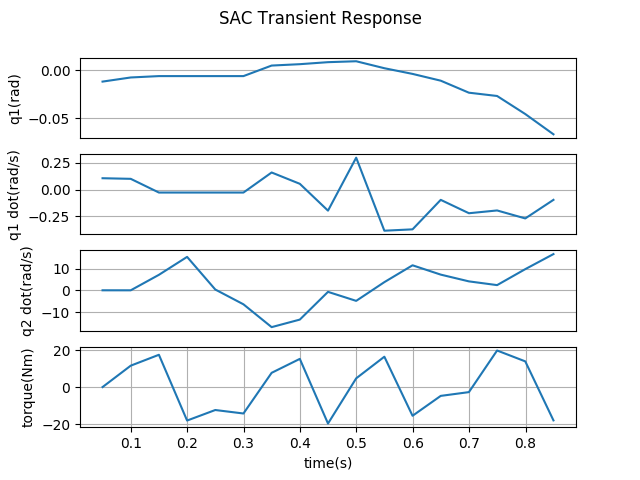 SAC Transient Response
0.00
−0.05
q1(rad)
0.25
0.00
−0.25
q1 dot(rad/s)
10
0
−10
q2 dot(rad/s)
20
0
−20
torque(Nm)
0.1 0.2 0.3 0.4 0.5 0.6 0.7 0.8
time(s)